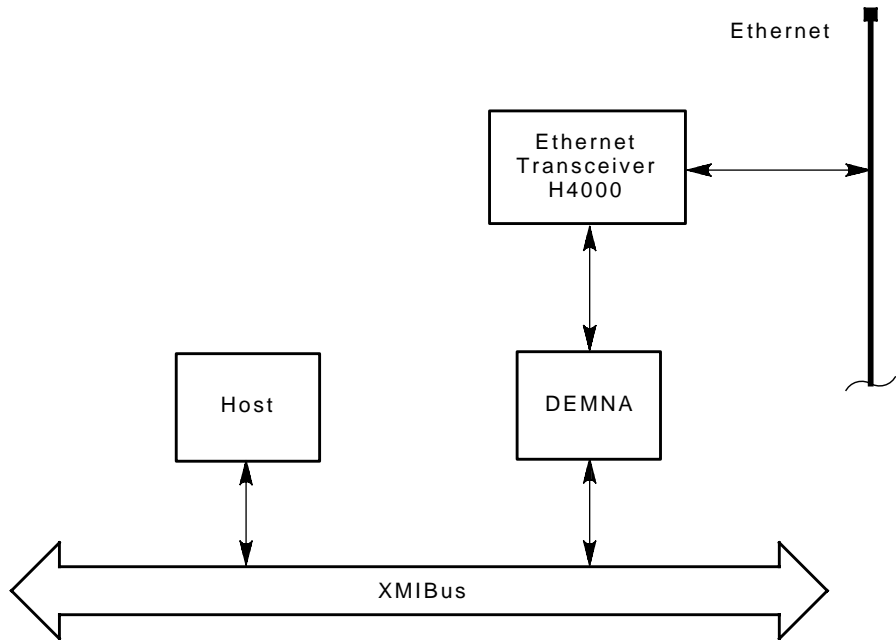 Ethernet
Ethernet
Transceiver
H4000
Host
DEMNA
XMIBus